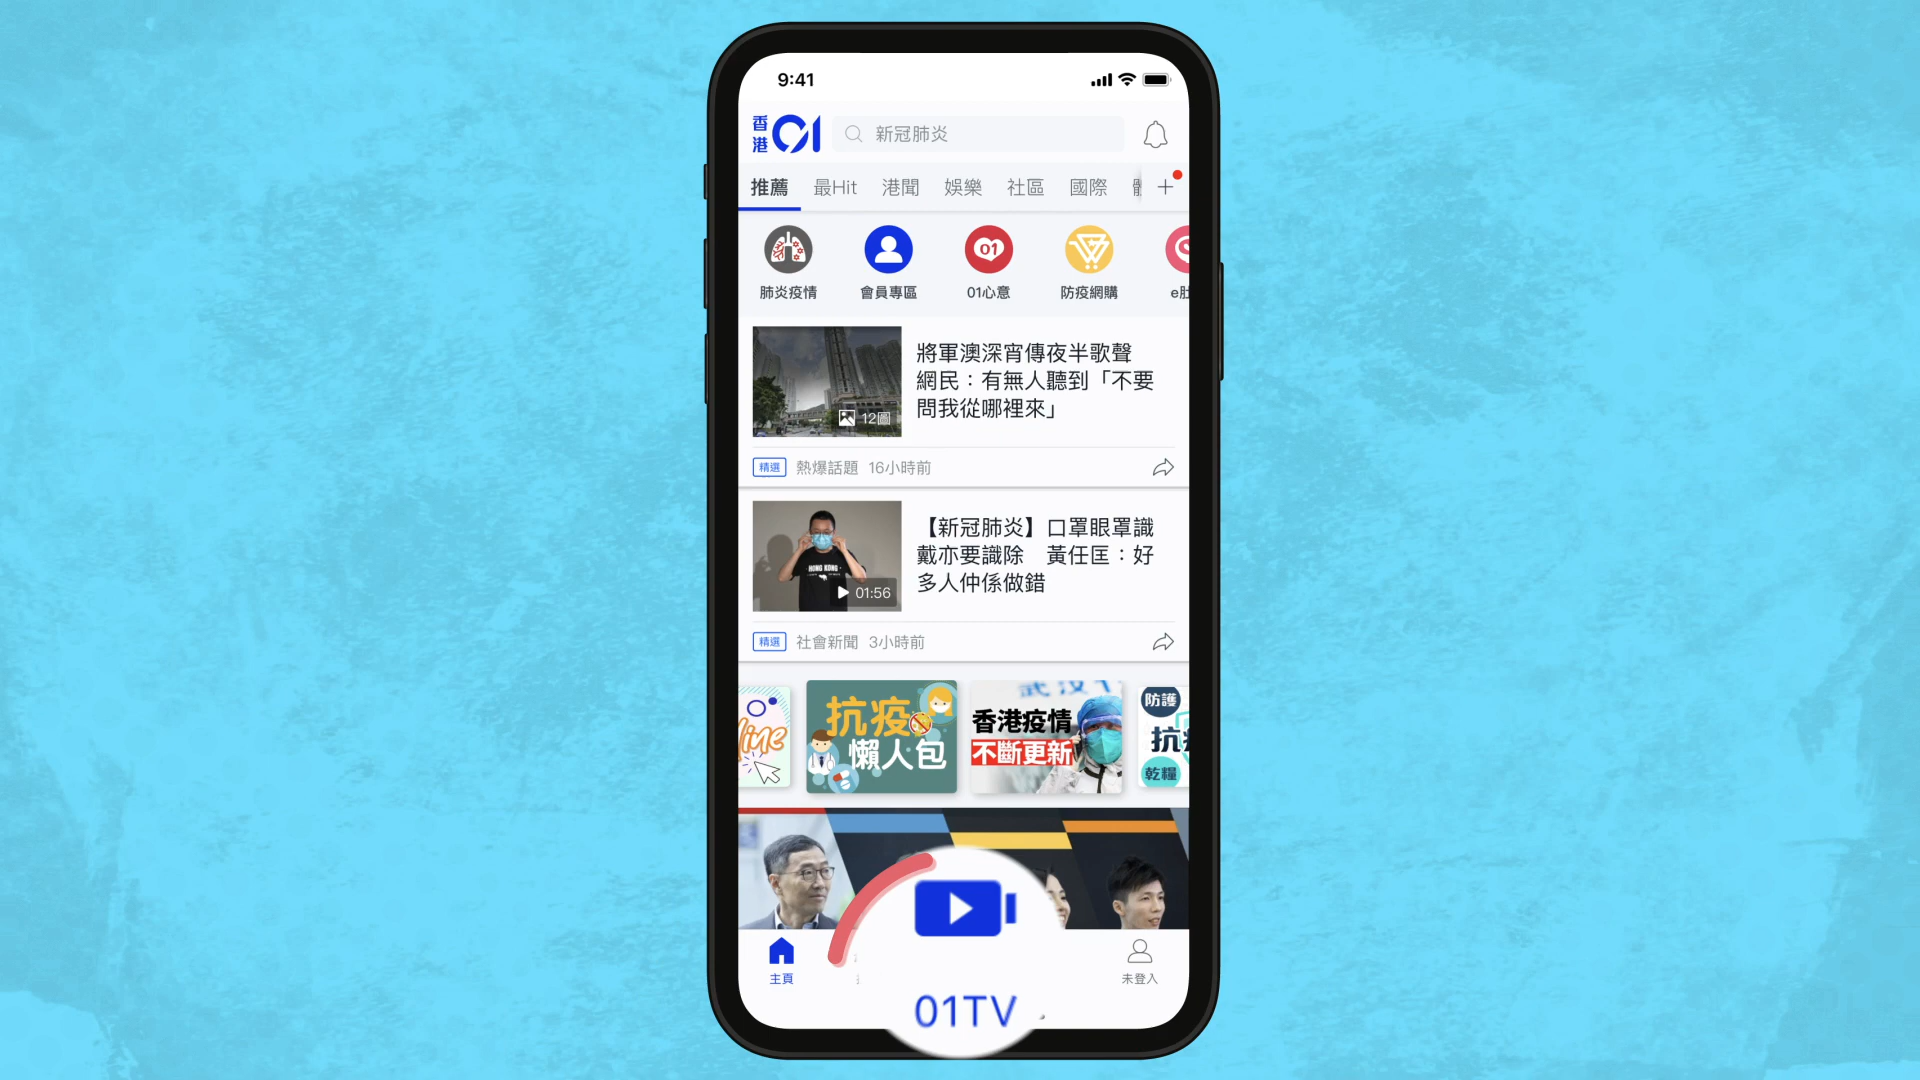 9:41
香港01
新冠肺炎
推薦 最Hit 港聞 娛樂 社區 國際
肺炎疫情 會員專區 01心意 防疫網購
01
將軍澳深宵傳夜半歌聲
網民：有無人聽到「不要
問我從哪裡來」
12圖
精選 熱爆話題 16小時前
【新冠肺炎】口罩眼罩識
戴亦要識除 黃任匡：好
多人仲係做錯
HONG KONG
01:56
精選 社會新聞 3小時前
line
抗疫
懶人包
香港疫情
不斷更新
防護
抗
乾糧
主頁
01TV
未登入